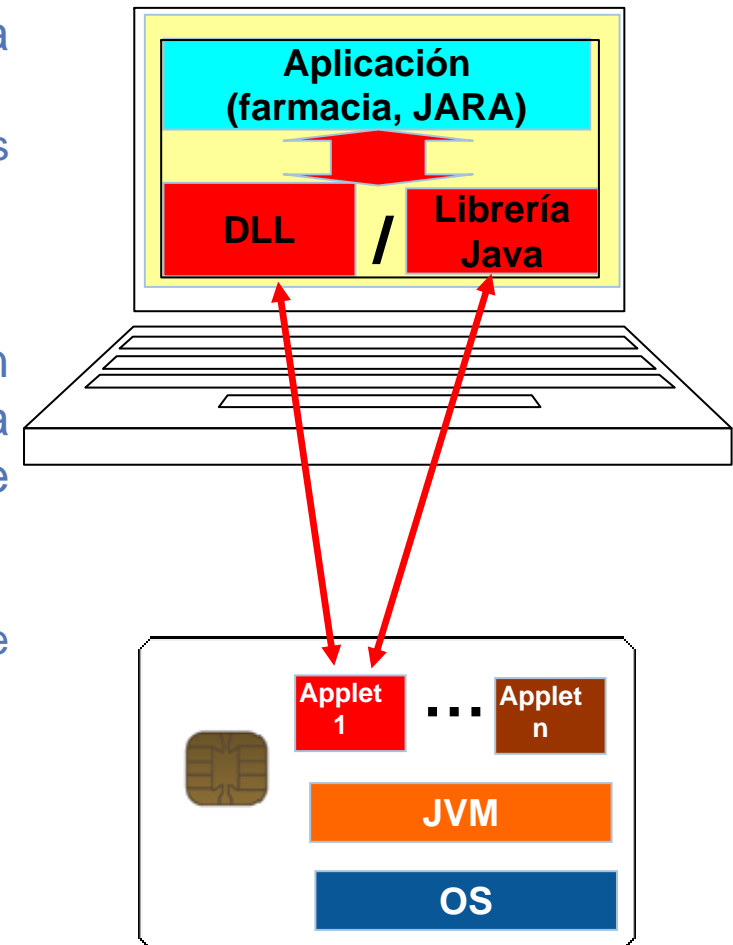 a
s
n
a
e
e
Aplicación
(farmacia, JARA)
DLL
/
Librería
Java
Applet
1
...
Applet
n
JVM
OS